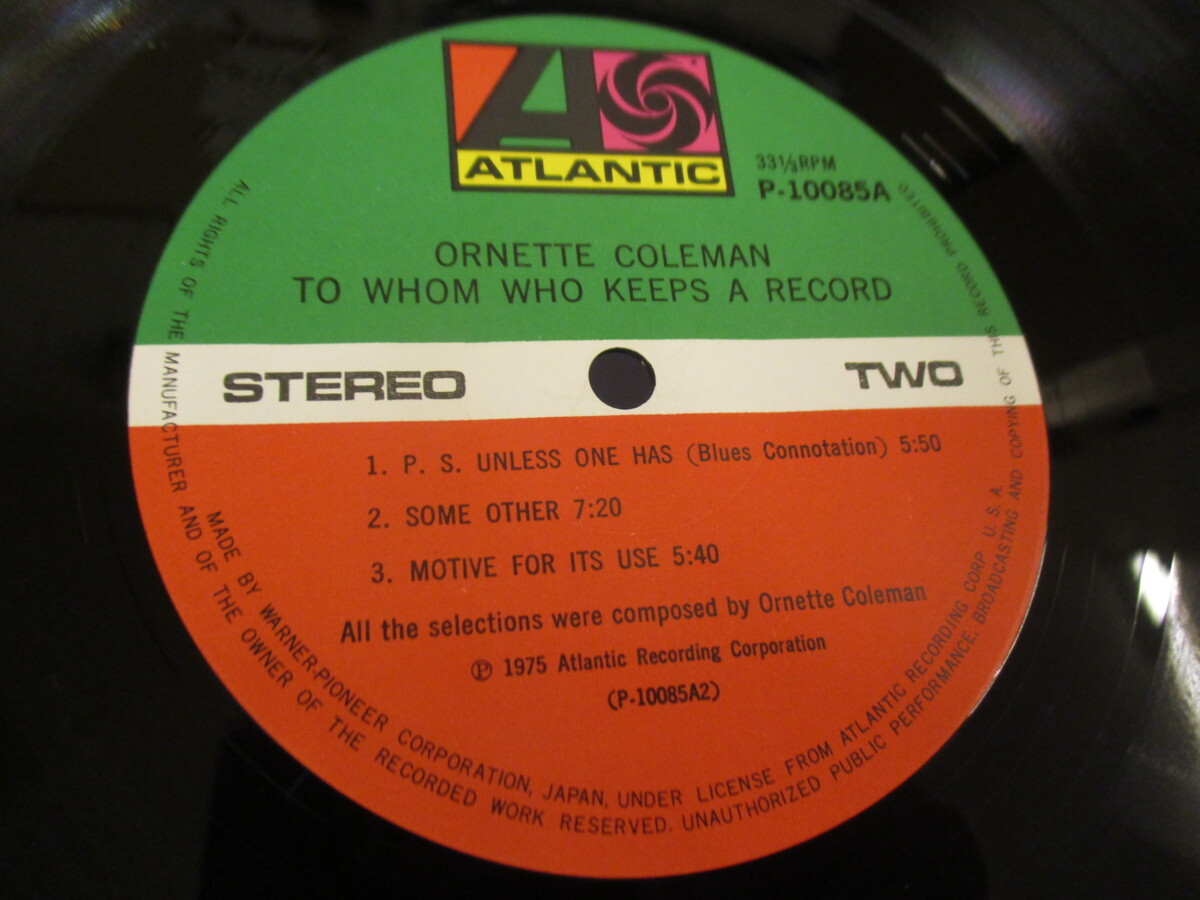 ATLANTIC
33⅓RPM
P-10085A
ORNETTE COLEMAN
TO WHOM WHO KEEPS A RECORD
STEREO
TWO
1. P. S. UNLESS ONE HAS (Blues Connotation) 5:50
2. SOME OTHER 7:20
3. MOTIVE FOR ITS USE 5:40
All the selections were composed by Ornette Coleman
Ⓟ 1975 Atlantic Recording Corporation
(P-10085A2)
MADE BY WARNER-PIONEER CORPORATION, JAPAN, UNDER LICENSE FROM ATLANTIC RECORDING CORP. U. S. A.
ALL RIGHTS OF THE MANUFACTURER AND OF THE OWNER OF THE RECORDED WORK RESERVED. UNAUTHORIZED PUBLIC PERFORMANCE, BROADCASTING AND COPYING OF THIS RECORD PROHIBITED